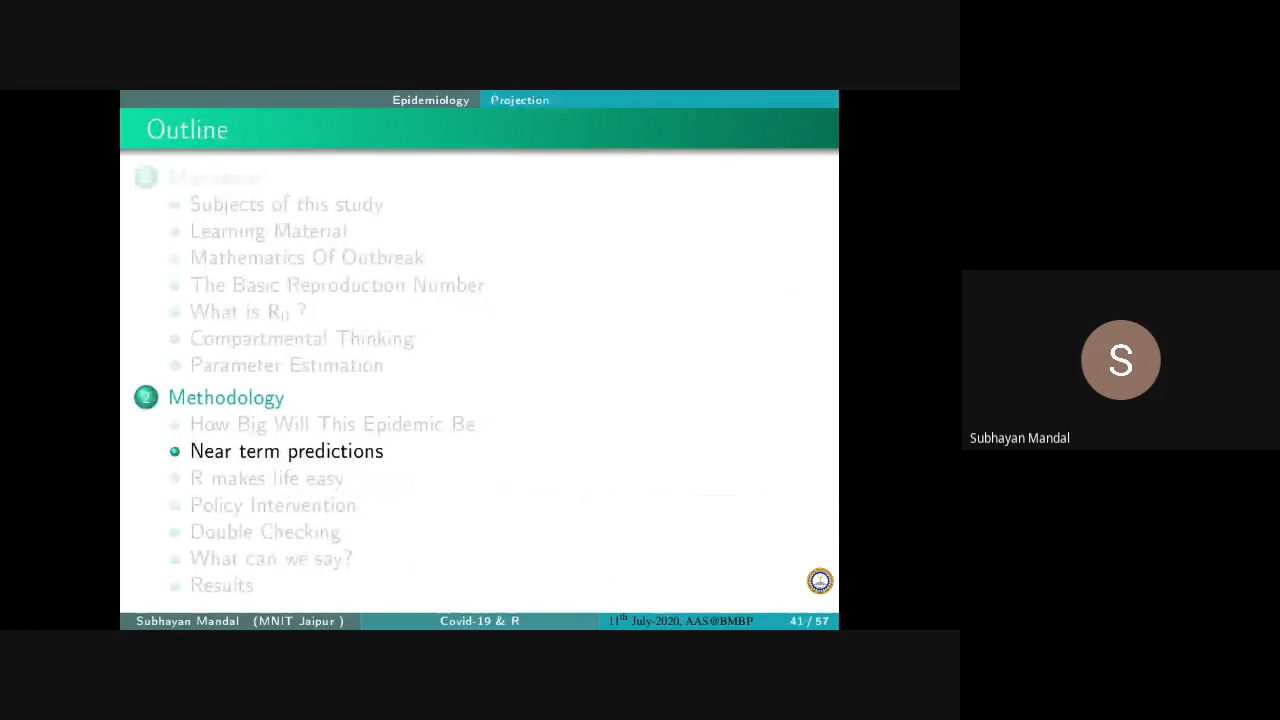 Epidemiology Projection
Outline
1
Subjects of this study
Learning Material
Mathematics Of Outbreak
The Basic Reproduction Number
What is R₀ ?
Compartmental Thinking
Parameter Estimation
2 Methodology
How Big Will This Epidemic Be
Near term predictions
R makes life easy
Policy Intervention
Double Checking
What can we say?
Results
Subhayan Mandal (MNIT Jaipur ) Covid-19 & R 11th July-2020, AAS@BMBP 41 / 57
S
Subhayan Mandal